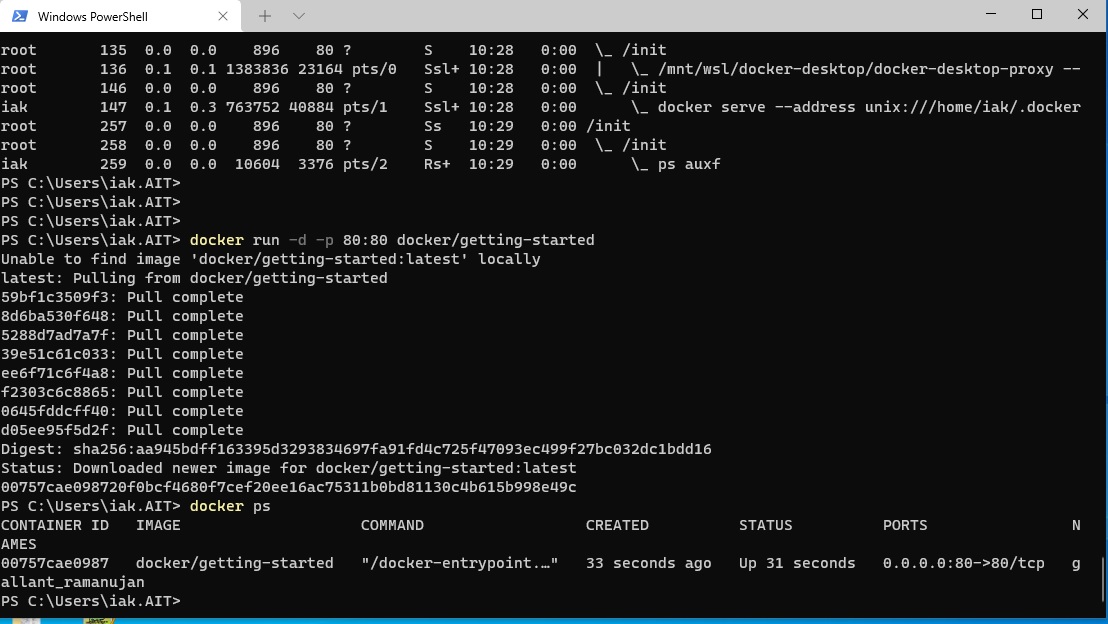 Windows PowerShell
root 135 0.0 0.0 896 80 ? S 10:28 0:00 \_ /init
root 136 0.1 0.1 1383836 23164 pts/0 Ssl+ 10:28 0:00 | \_ /mnt/wsl/docker-desktop/docker-desktop-proxy --
root 146 0.0 0.0 896 80 ? S 10:28 0:00 \_ /init
iak 147 0.1 0.3 763752 40884 pts/1 Ssl+ 10:28 0:00 \_ docker serve --address unix:///home/iak/.docker
root 257 0.0 0.0 896 80 ? Ss 10:29 0:00 /init
root 258 0.0 0.0 896 80 ? S 10:29 0:00 \_ /init
iak 259 0.0 0.0 10604 3376 pts/2 Rs+ 10:29 0:00 \_ ps auxf
PS C:\Users\iak.AIT>
PS C:\Users\iak.AIT>
PS C:\Users\iak.AIT>
PS C:\Users\iak.AIT> docker run -d -p 80:80 docker/getting-started
Unable to find image 'docker/getting-started:latest' locally
latest: Pulling from docker/getting-started
59bf1c3509f3: Pull complete
8d6ba530f648: Pull complete
5288d7ad7a7f: Pull complete
39e51c61c033: Pull complete
ee6f71c6f4a8: Pull complete
f2303c6c8865: Pull complete
0645fddcff40: Pull complete
d05ee95f5d2f: Pull complete
Digest: sha256:aa945bdff163395d3293834697fa91fd4c725f47093ec499f27bc032dc1bdd16
Status: Downloaded newer image for docker/getting-started:latest
00757cae098720f0bcf4680f7cef20ee16ac75311b0bd81130c4b615b998e49c
PS C:\Users\iak.AIT> docker ps
CONTAINER ID IMAGE COMMAND CREATED STATUS PORTS N
AMES
00757cae0987 docker/getting-started "/docker-entrypoint.…" 33 seconds ago Up 31 seconds 0.0.0.0:80->80/tcp g
allant_ramanujan
PS C:\Users\iak.AIT>